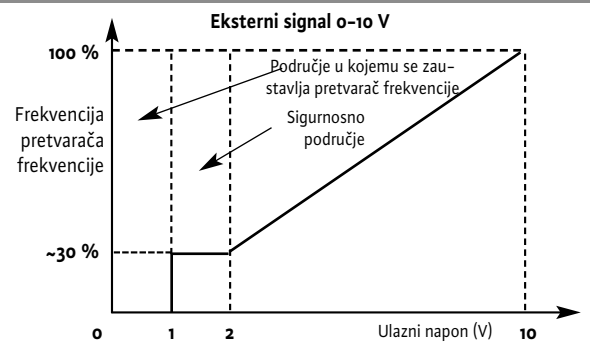 Eksterni signal 0–10 V
100 %
Područje u kojemu se zau–
stavlja pretvarač frekvencije
Frekvencija
pretvarača
frekvencije
Sigurnosno
područje
~30 %
0 1 2 Ulazni napon (V) 10